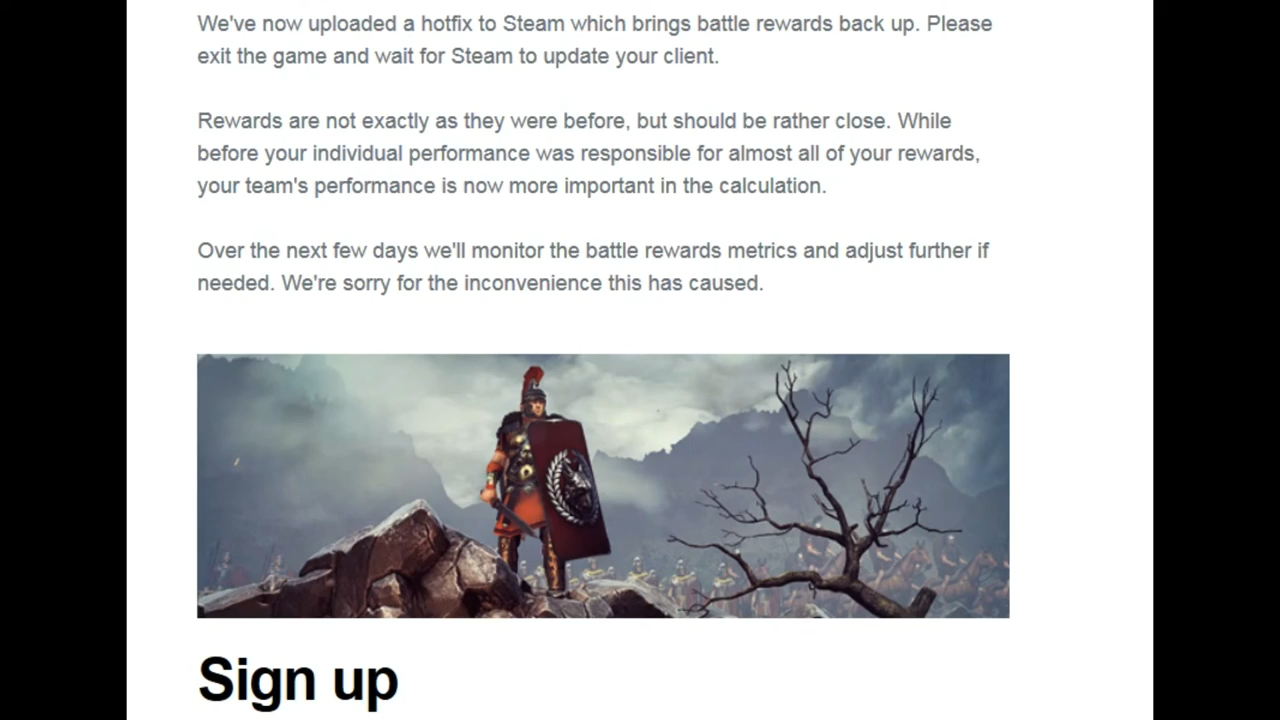 We've now uploaded a hotfix to Steam which brings battle rewards back up. Please
exit the game and wait for Steam to update your client.
Rewards are not exactly as they were before, but should be rather close. While
before your individual performance was responsible for almost all of your rewards,
your team's performance is now more important in the calculation.
Over the next few days we'll monitor the battle rewards metrics and adjust further if
needed. We're sorry for the inconvenience this has caused.
Sign up